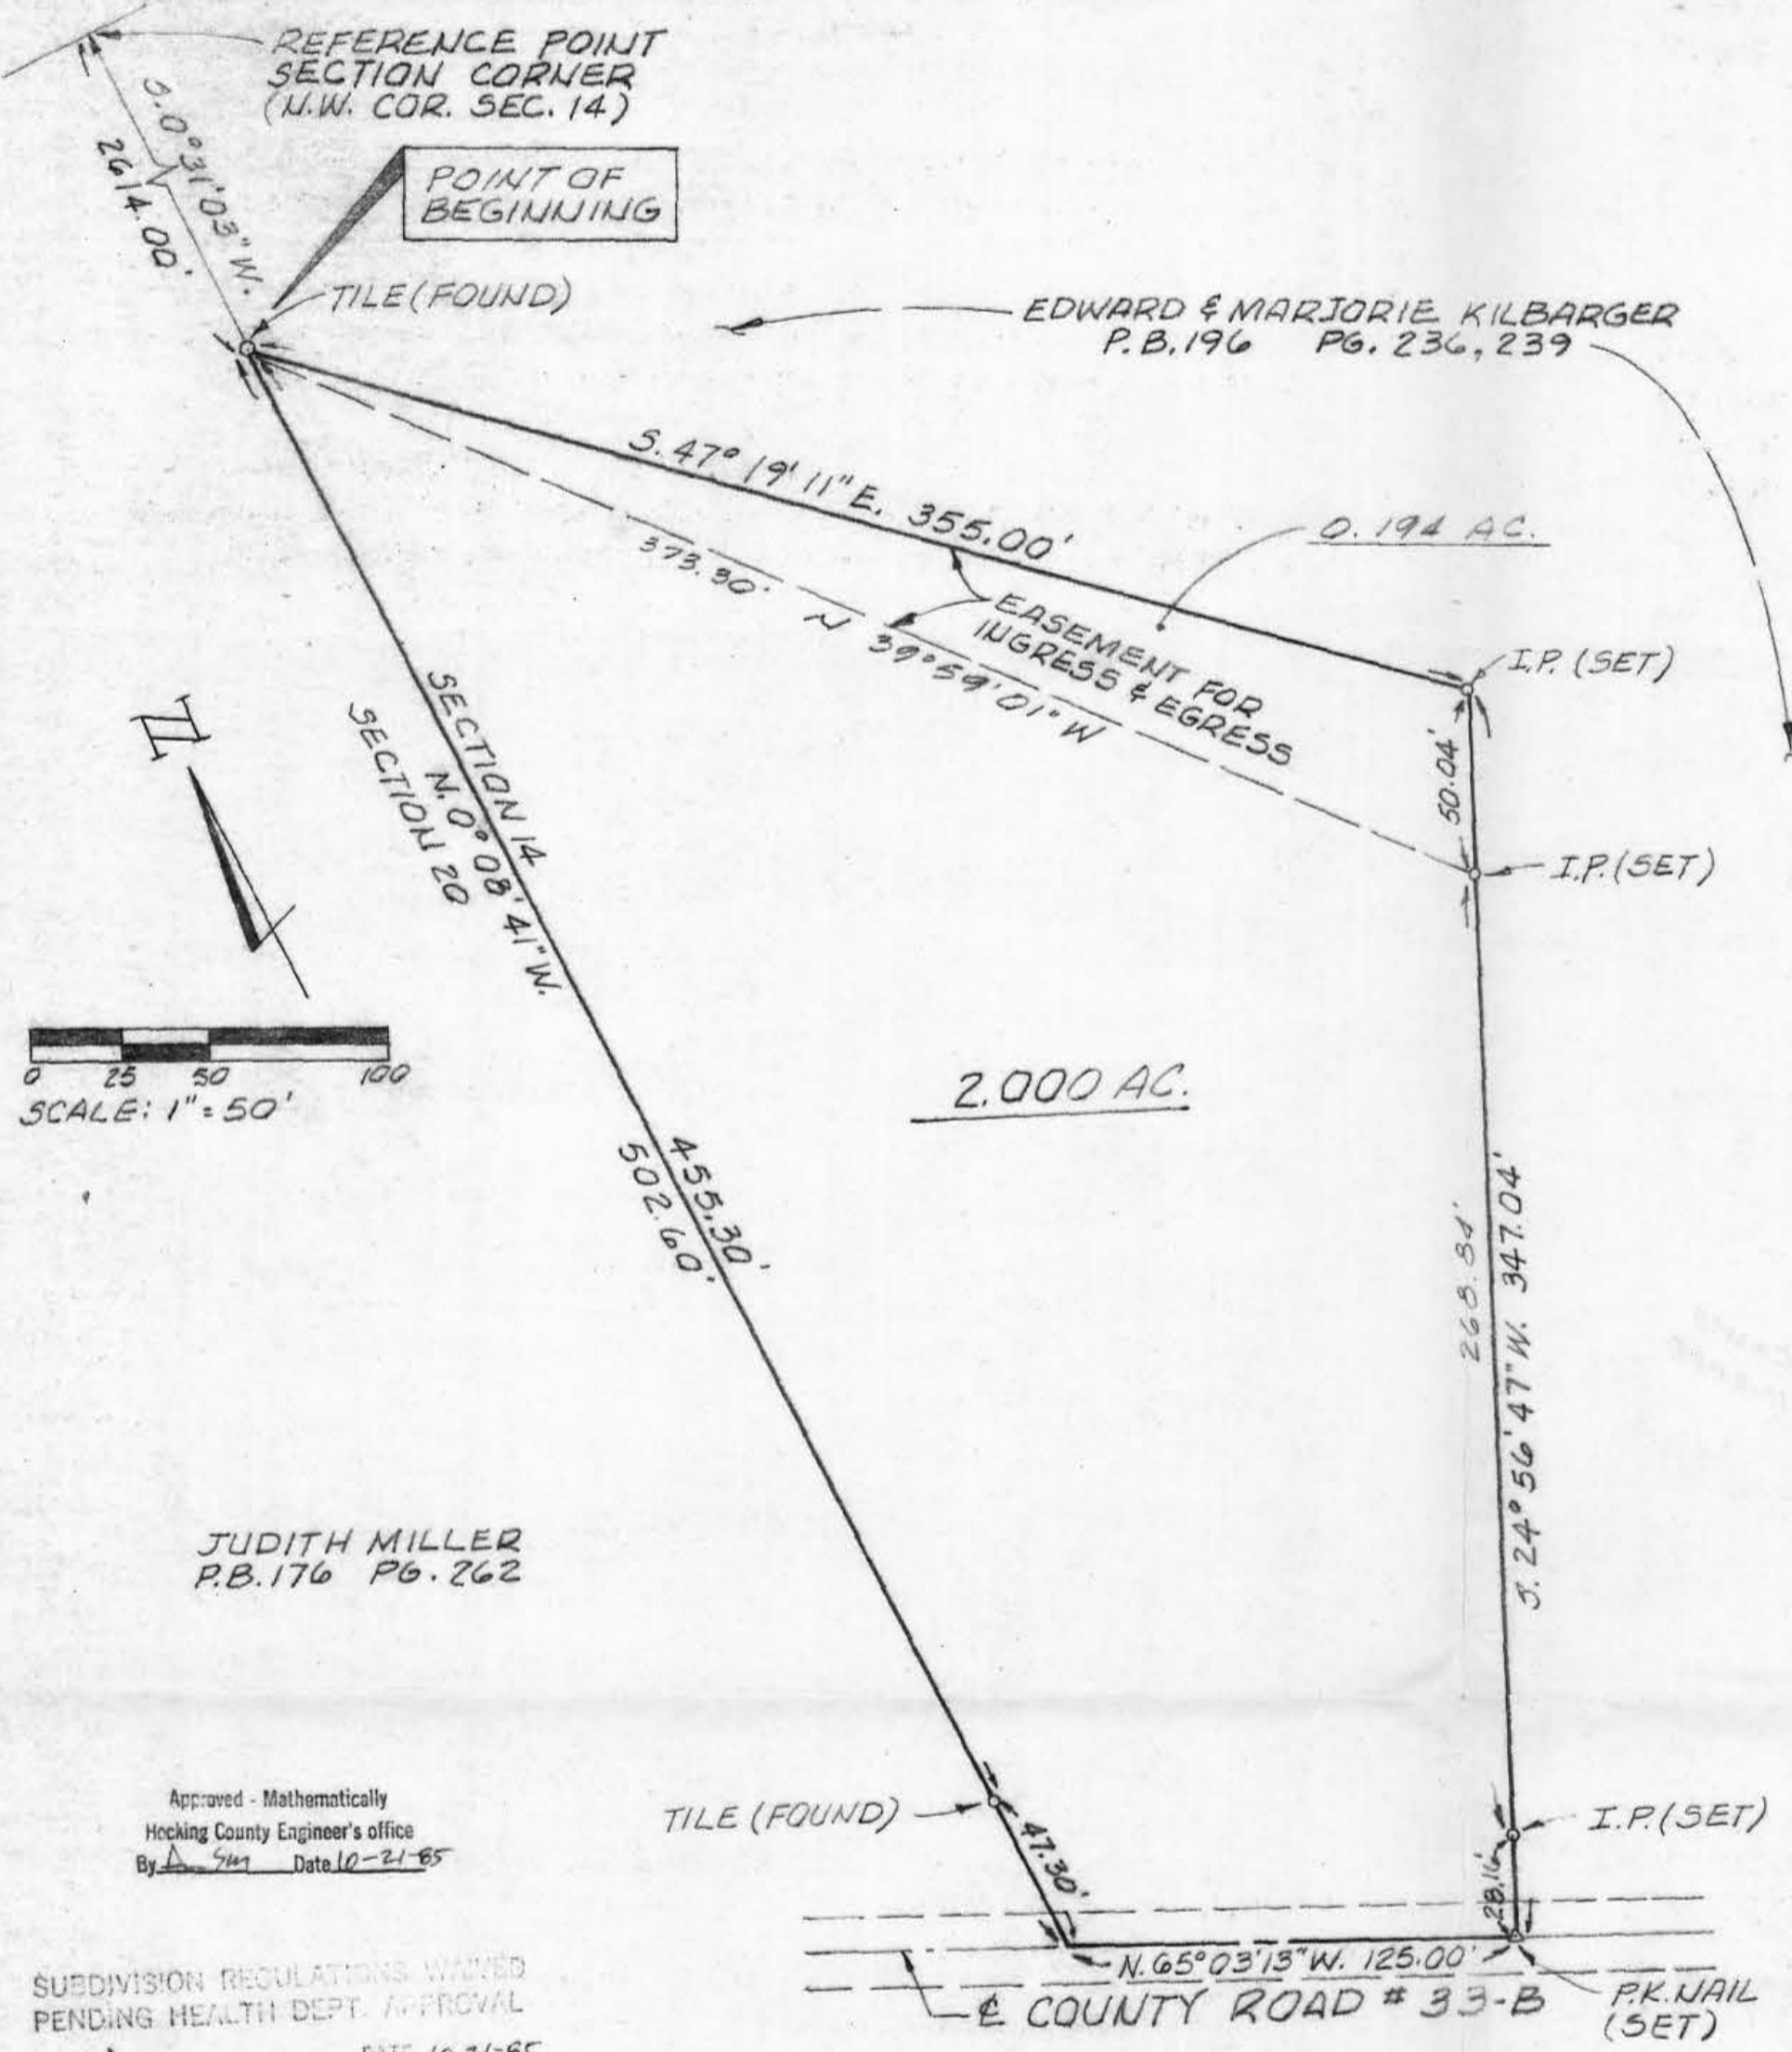 REFERENCE POINT
SECTION CORNER
(N.W. COR. SEC. 14)
S. 0° 31' 03" W.
2614.00'
POINT OF
BEGINNING
TILE (FOUND)
EDWARD & MARJORIE KILBARGER
P.B. 196 PG. 236, 239
S. 47° 19' 11" E. 355.00'
0.194 AC.
373.30' N 39° 59' 01" W
EASEMENT FOR
INGRESS & EGRESS
I.P. (SET)
50.04'
I.P. (SET)
SECTION 14
N. 0° 08' 41" W.
SECTION 20
N
0 25 50 100
SCALE: 1" = 50'
2.000 AC.
455.30'
502.60'
268.84'
S. 24° 56' 47" W. 347.04'
JUDITH MILLER
P.B. 176 PG. 262
Approved - Mathematically
Hocking County Engineer's office
By Date 10-21-85
TILE (FOUND)
47.30'
I.P. (SET)
28.16'
N. 65° 03' 13" W. 125.00'
℄ COUNTY ROAD # 33-B
P.K. NAIL
(SET)
SUBDIVISION REGULATIONS WAIVED
PENDING HEALTH DEPT. APPROVAL
DATE 10-21-85